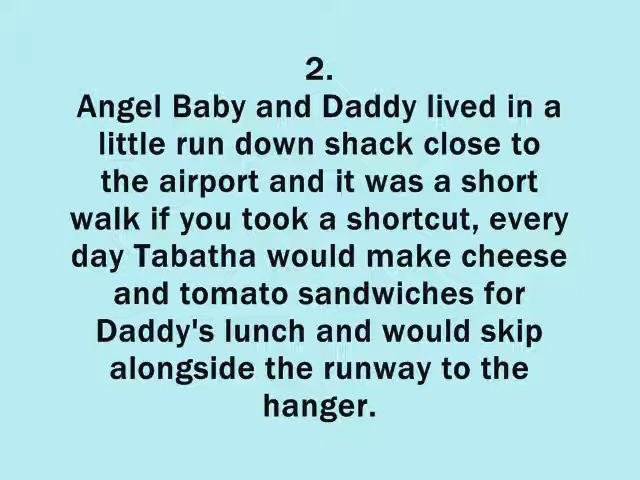 2.
Angel Baby and Daddy lived in a
little run down shack close to
the airport and it was a short
walk if you took a shortcut, every
day Tabatha would make cheese
and tomato sandwiches for
Daddy's lunch and would skip
alongside the runway to the
hanger.